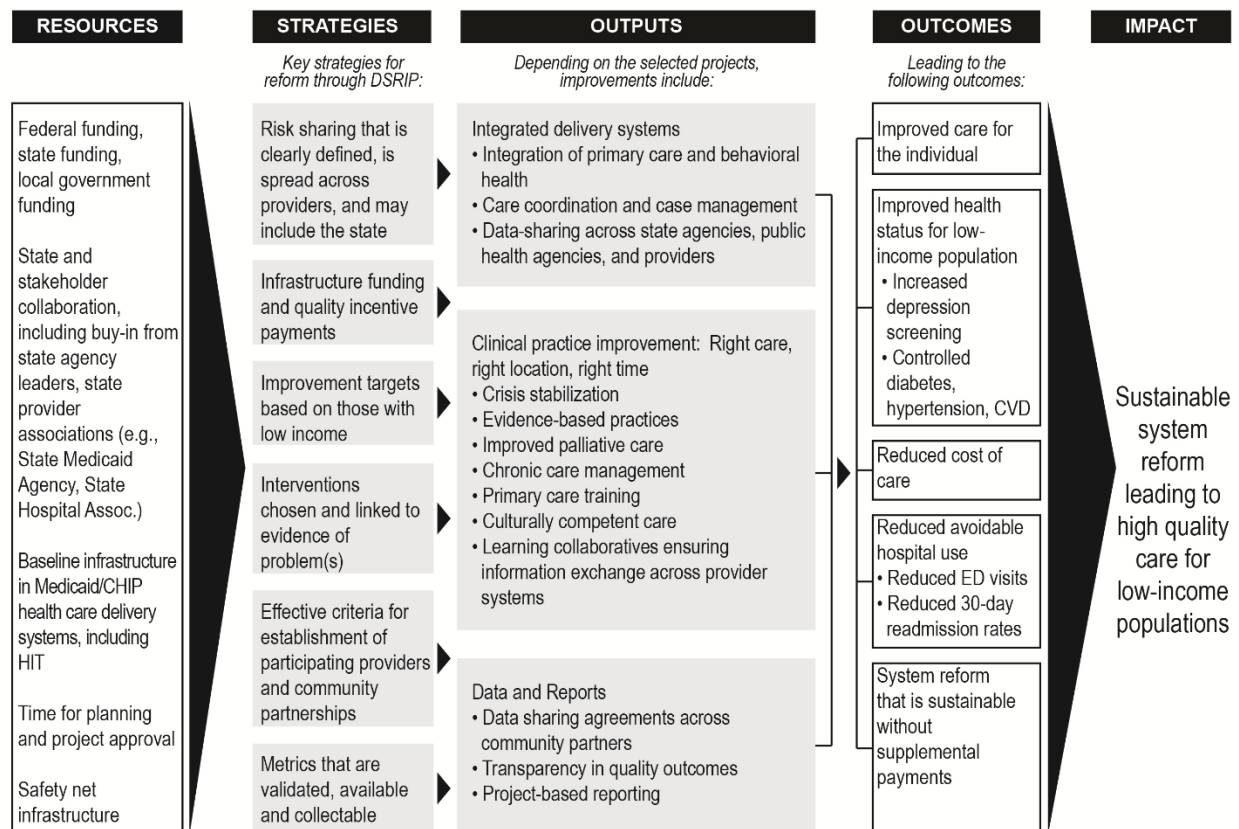 RESOURCES
STRATEGIES
OUTPUTS
OUTCOMES
IMPACT
Key strategies for
reform through DSRIP:
Depending on the selected projects,
improvements include:
Leading to the
following outcomes:
Federal funding,
state funding,
local government
funding
State and
stakeholder
collaboration,
including buy-in from
state agency
leaders, state
provider
associations (e.g.,
State Medicaid
Agency, State
Hospital Assoc.)
Baseline infrastructure
in Medicaid/CHIP
health care delivery
systems, including
HIT
Time for planning
and project approval
Safety net
infrastructure
Risk sharing that is
clearly defined, is
spread across
providers, and may
include the state
Infrastructure funding
and quality incentive
payments
Improvement targets
based on those with
low income
Interventions
chosen and linked to
evidence of
problem(s)
Effective criteria for
establishment of
participating providers
and community
partnerships
Metrics that are
validated, available
and collectable
Integrated delivery systems
• Integration of primary care and behavioral
health
• Care coordination and case management
• Data-sharing across state agencies, public
health agencies, and providers
Clinical practice improvement: Right care,
right location, right time
• Crisis stabilization
• Evidence-based practices
• Improved palliative care
• Chronic care management
• Primary care training
• Culturally competent care
• Learning collaboratives ensuring
information exchange across provider
systems
Data and Reports
• Data sharing agreements across
community partners
• Transparency in quality outcomes
• Project-based reporting
Improved care for
the individual
Improved health
status for low-
income population
• Increased
depression
screening
• Controlled
diabetes,
hypertension, CVD
Reduced cost of
care
Reduced avoidable
hospital use
• Reduced ED visits
• Reduced 30-day
readmission rates
System reform
that is sustainable
without
supplemental
payments
Sustainable
system
reform
leading to
high quality
care for
low-income
populations